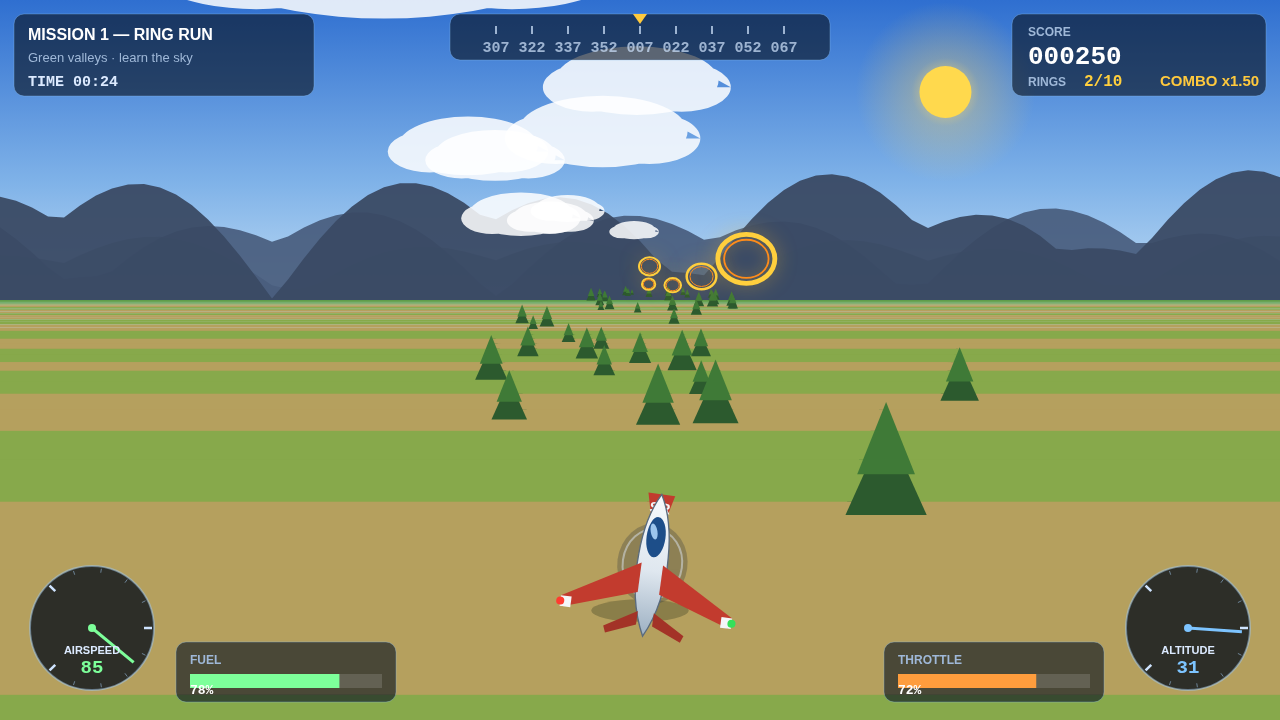 MISSION 1 — RING RUN
Green valleys · learn the sky
TIME 00:24
307 322 337 352 007 022 037 052 067
SCORE
000250
RINGS 2/10 COMBO x1.50
AIRSPEED
85
FUEL
78%
THROTTLE
72%
ALTITUDE
31